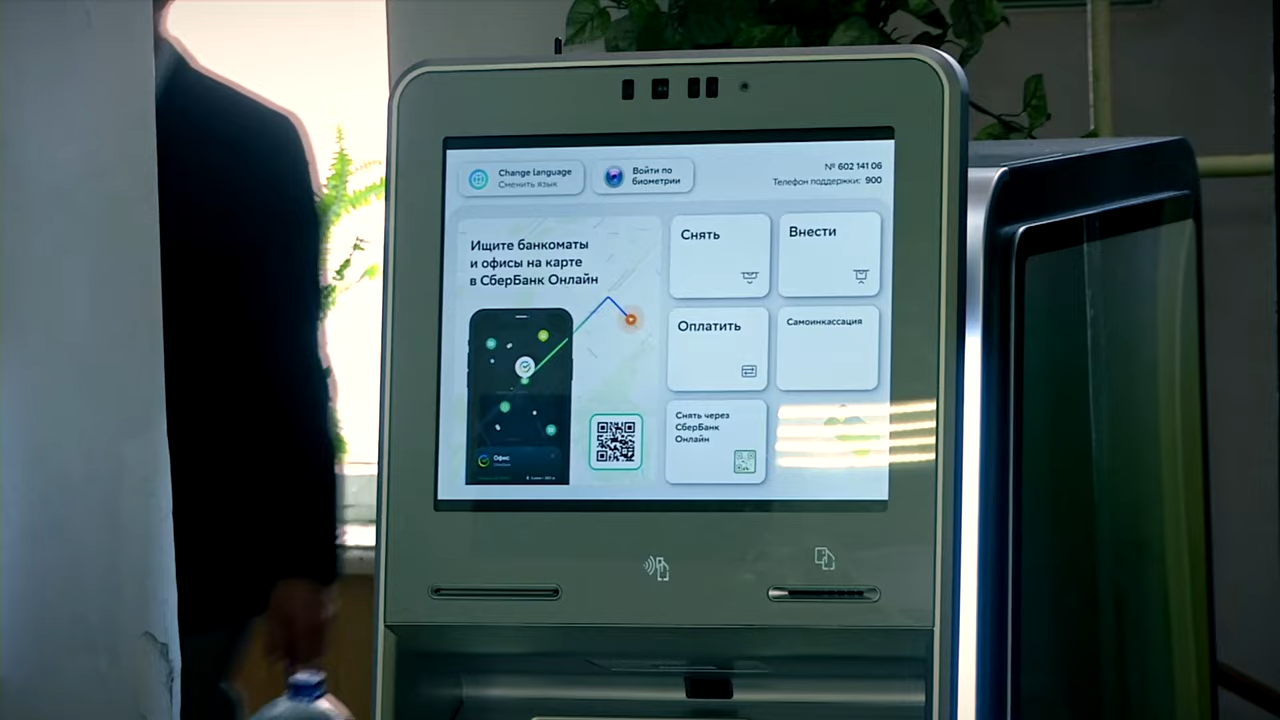 Change Language
Сменить язык
Войти по
биометрии
№ 602 141 06
Телефон поддержки: 900
Ищите банкоматы
и офисы на карте
в СберБанк Онлайн
Снять
Внести
Оплатить
Самоинкассация
Снять через
СберБанк
Онлайн
Офис